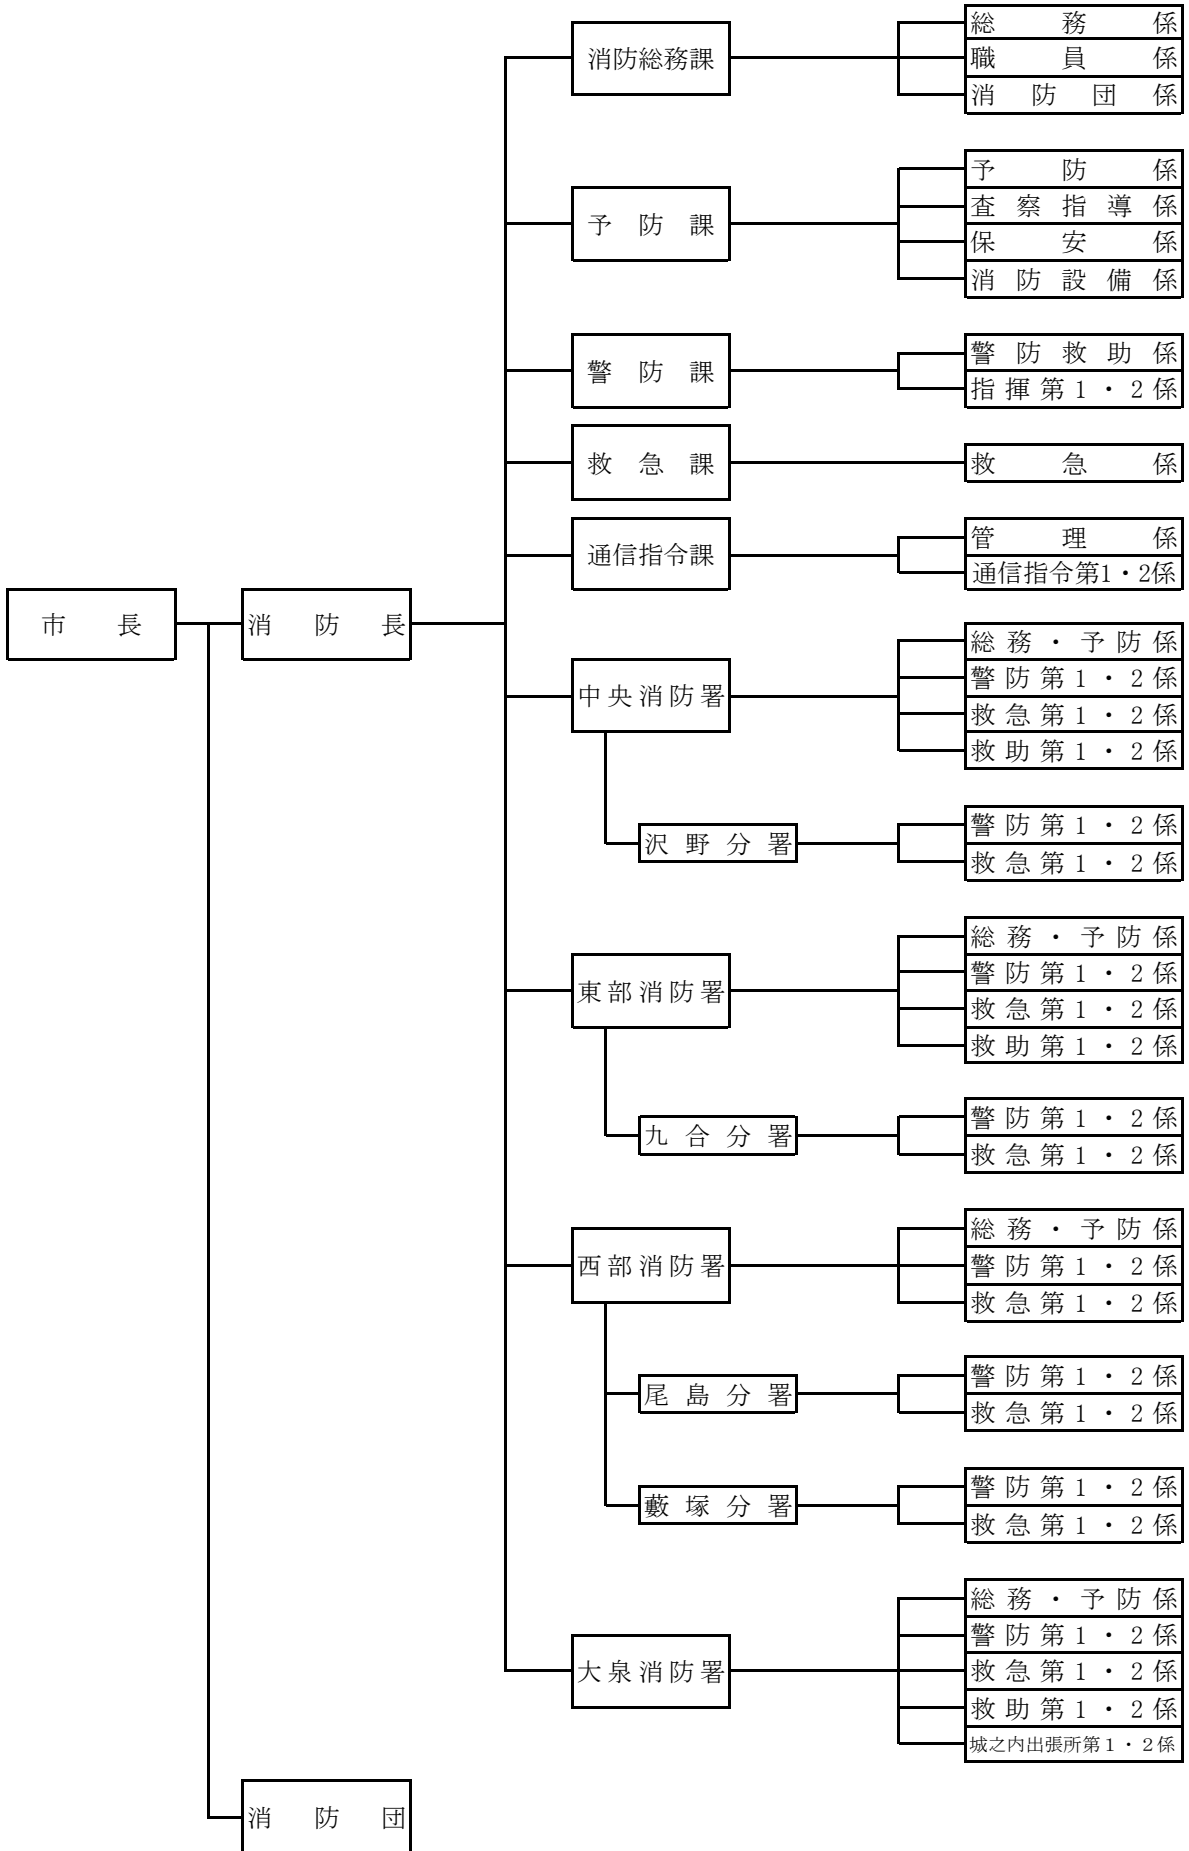 市長
消防長
消防総務課
総務係
職員係
消防団係
予防課
予防係
査察指導係
保安係
消防設備係
警防課
警防救助係
指揮第1・2係
救急課
救急係
通信指令課
管理係
通信指令第1・2係
中央消防署
総務・予防係
警防第1・2係
救急第1・2係
救助第1・2係
沢野分署
警防第1・2係
救急第1・2係
東部消防署
総務・予防係
警防第1・2係
救急第1・2係
救助第1・2係
九合分署
警防第1・2係
救急第1・2係
西部消防署
総務・予防係
警防第1・2係
救急第1・2係
尾島分署
警防第1・2係
救急第1・2係
藪塚分署
警防第1・2係
救急第1・2係
大泉消防署
総務・予防係
警防第1・2係
救急第1・2係
救助第1・2係
城之内出張所第1・2係
消防団